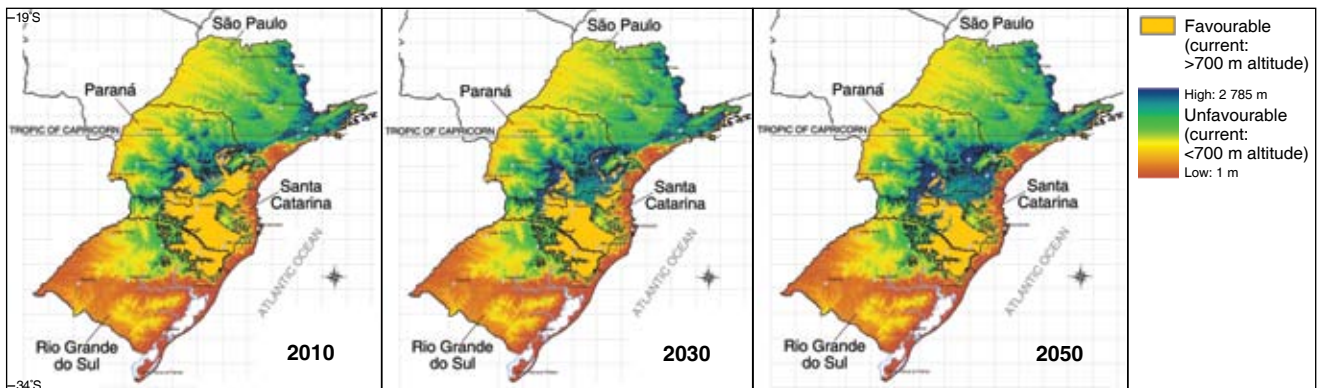 19°S
São Paulo
Paraná
TROPIC OF CAPRICORN
Santa
Catarina
ATLANTIC OCEAN
Rio Grande
do Sul
2010
34°S
São Paulo
Paraná
TROPIC OF CAPRICORN
Santa
Catarina
ATLANTIC OCEAN
Rio Grande
do Sul
2030
São Paulo
Paraná
TROPIC OF CAPRICORN
Santa
Catarina
ATLANTIC OCEAN
Rio Grande
do Sul
2050
Favourable
(current:
>700 m altitude)
High: 2 785 m
Unfavourable
(current:
<700 m altitude)
Low: 1 m